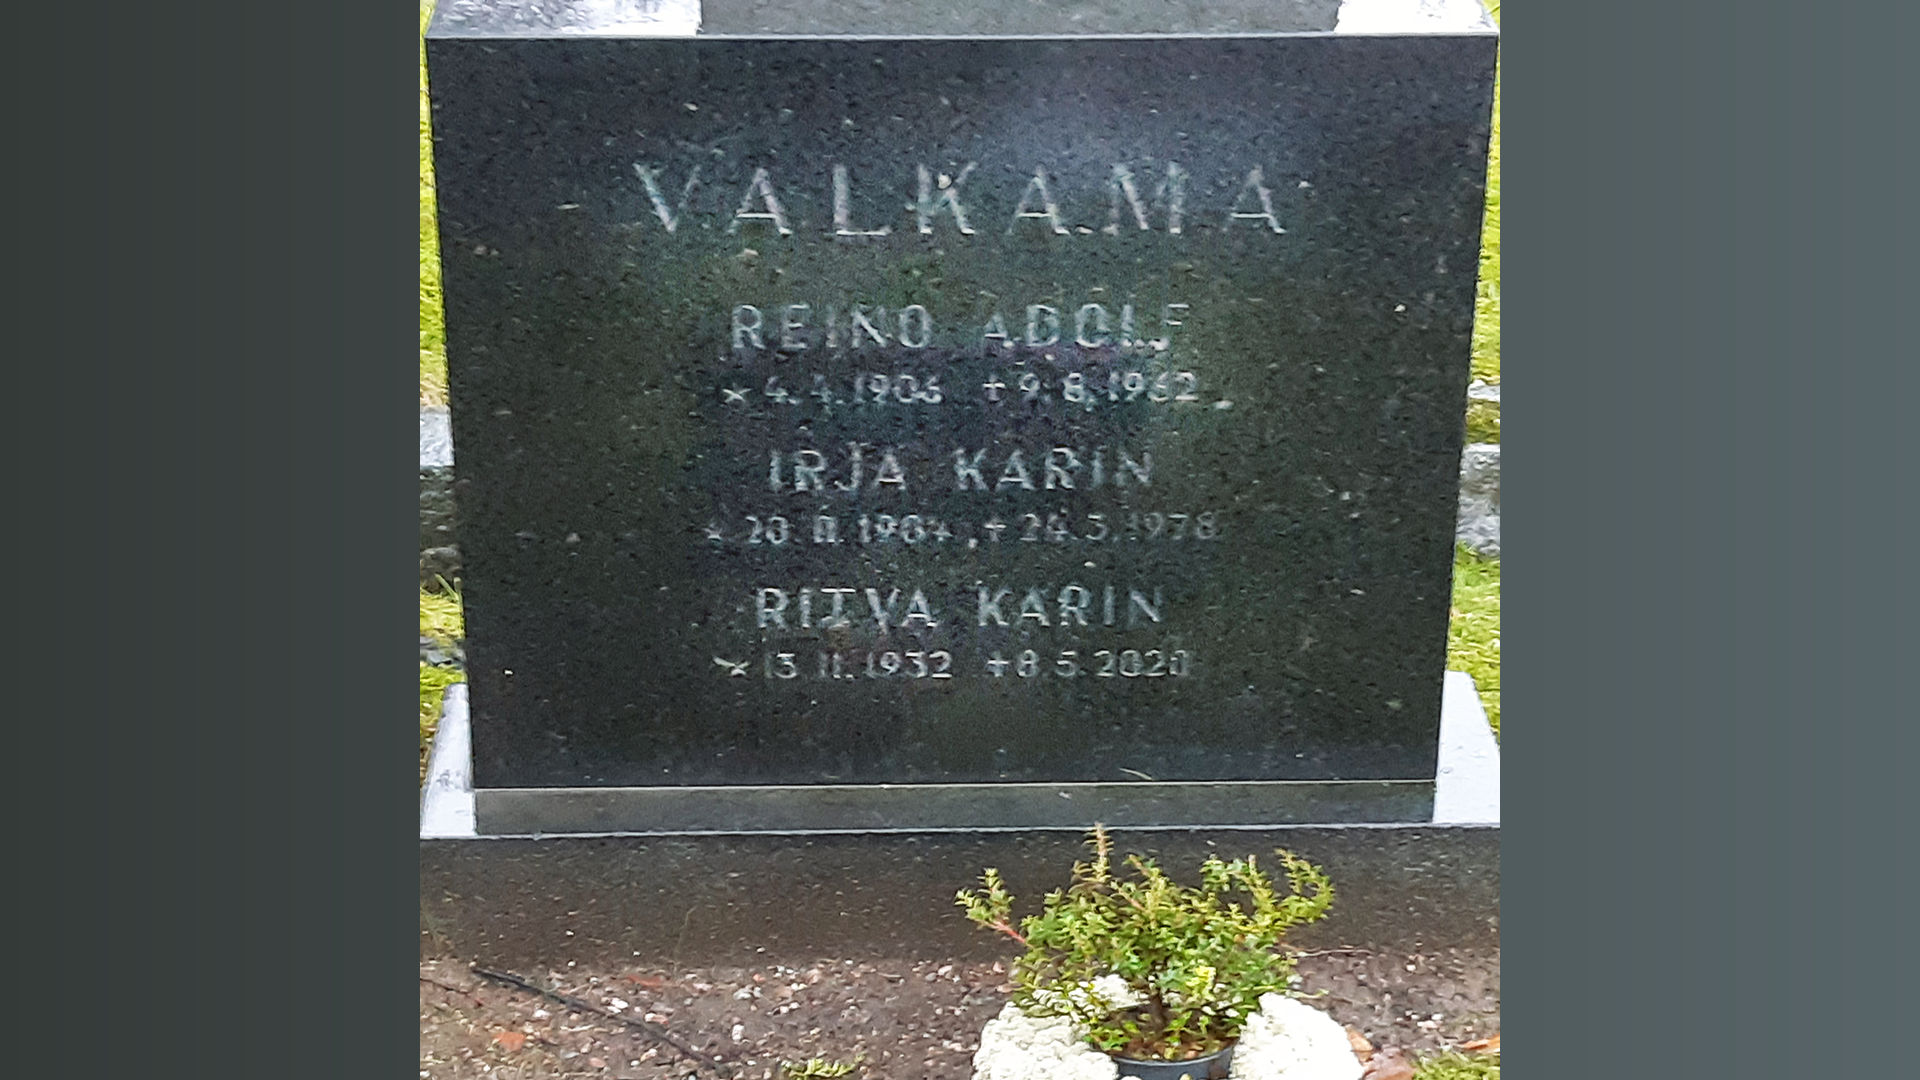 VALKAMA
REINO ADOLF
* 4.4.1906 + 9.8.1962
IRJA KARIN
* 20.11.1904 + 24.3.1978
RITVA KARIN
* 13.11.1932 + 8.5.2020